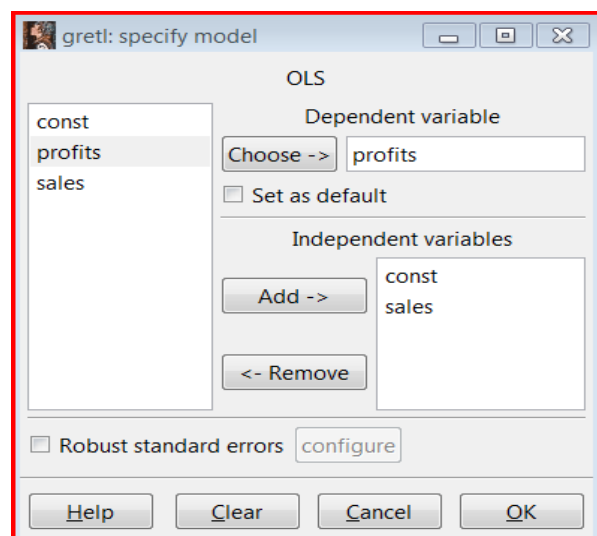 gretl: specify model
OLS
const
profits
sales
Dependent variable
Choose -> profits
Set as default
Independent variables
Add ->
<- Remove
const
sales
Robust standard errors configure
Help Clear Cancel OK